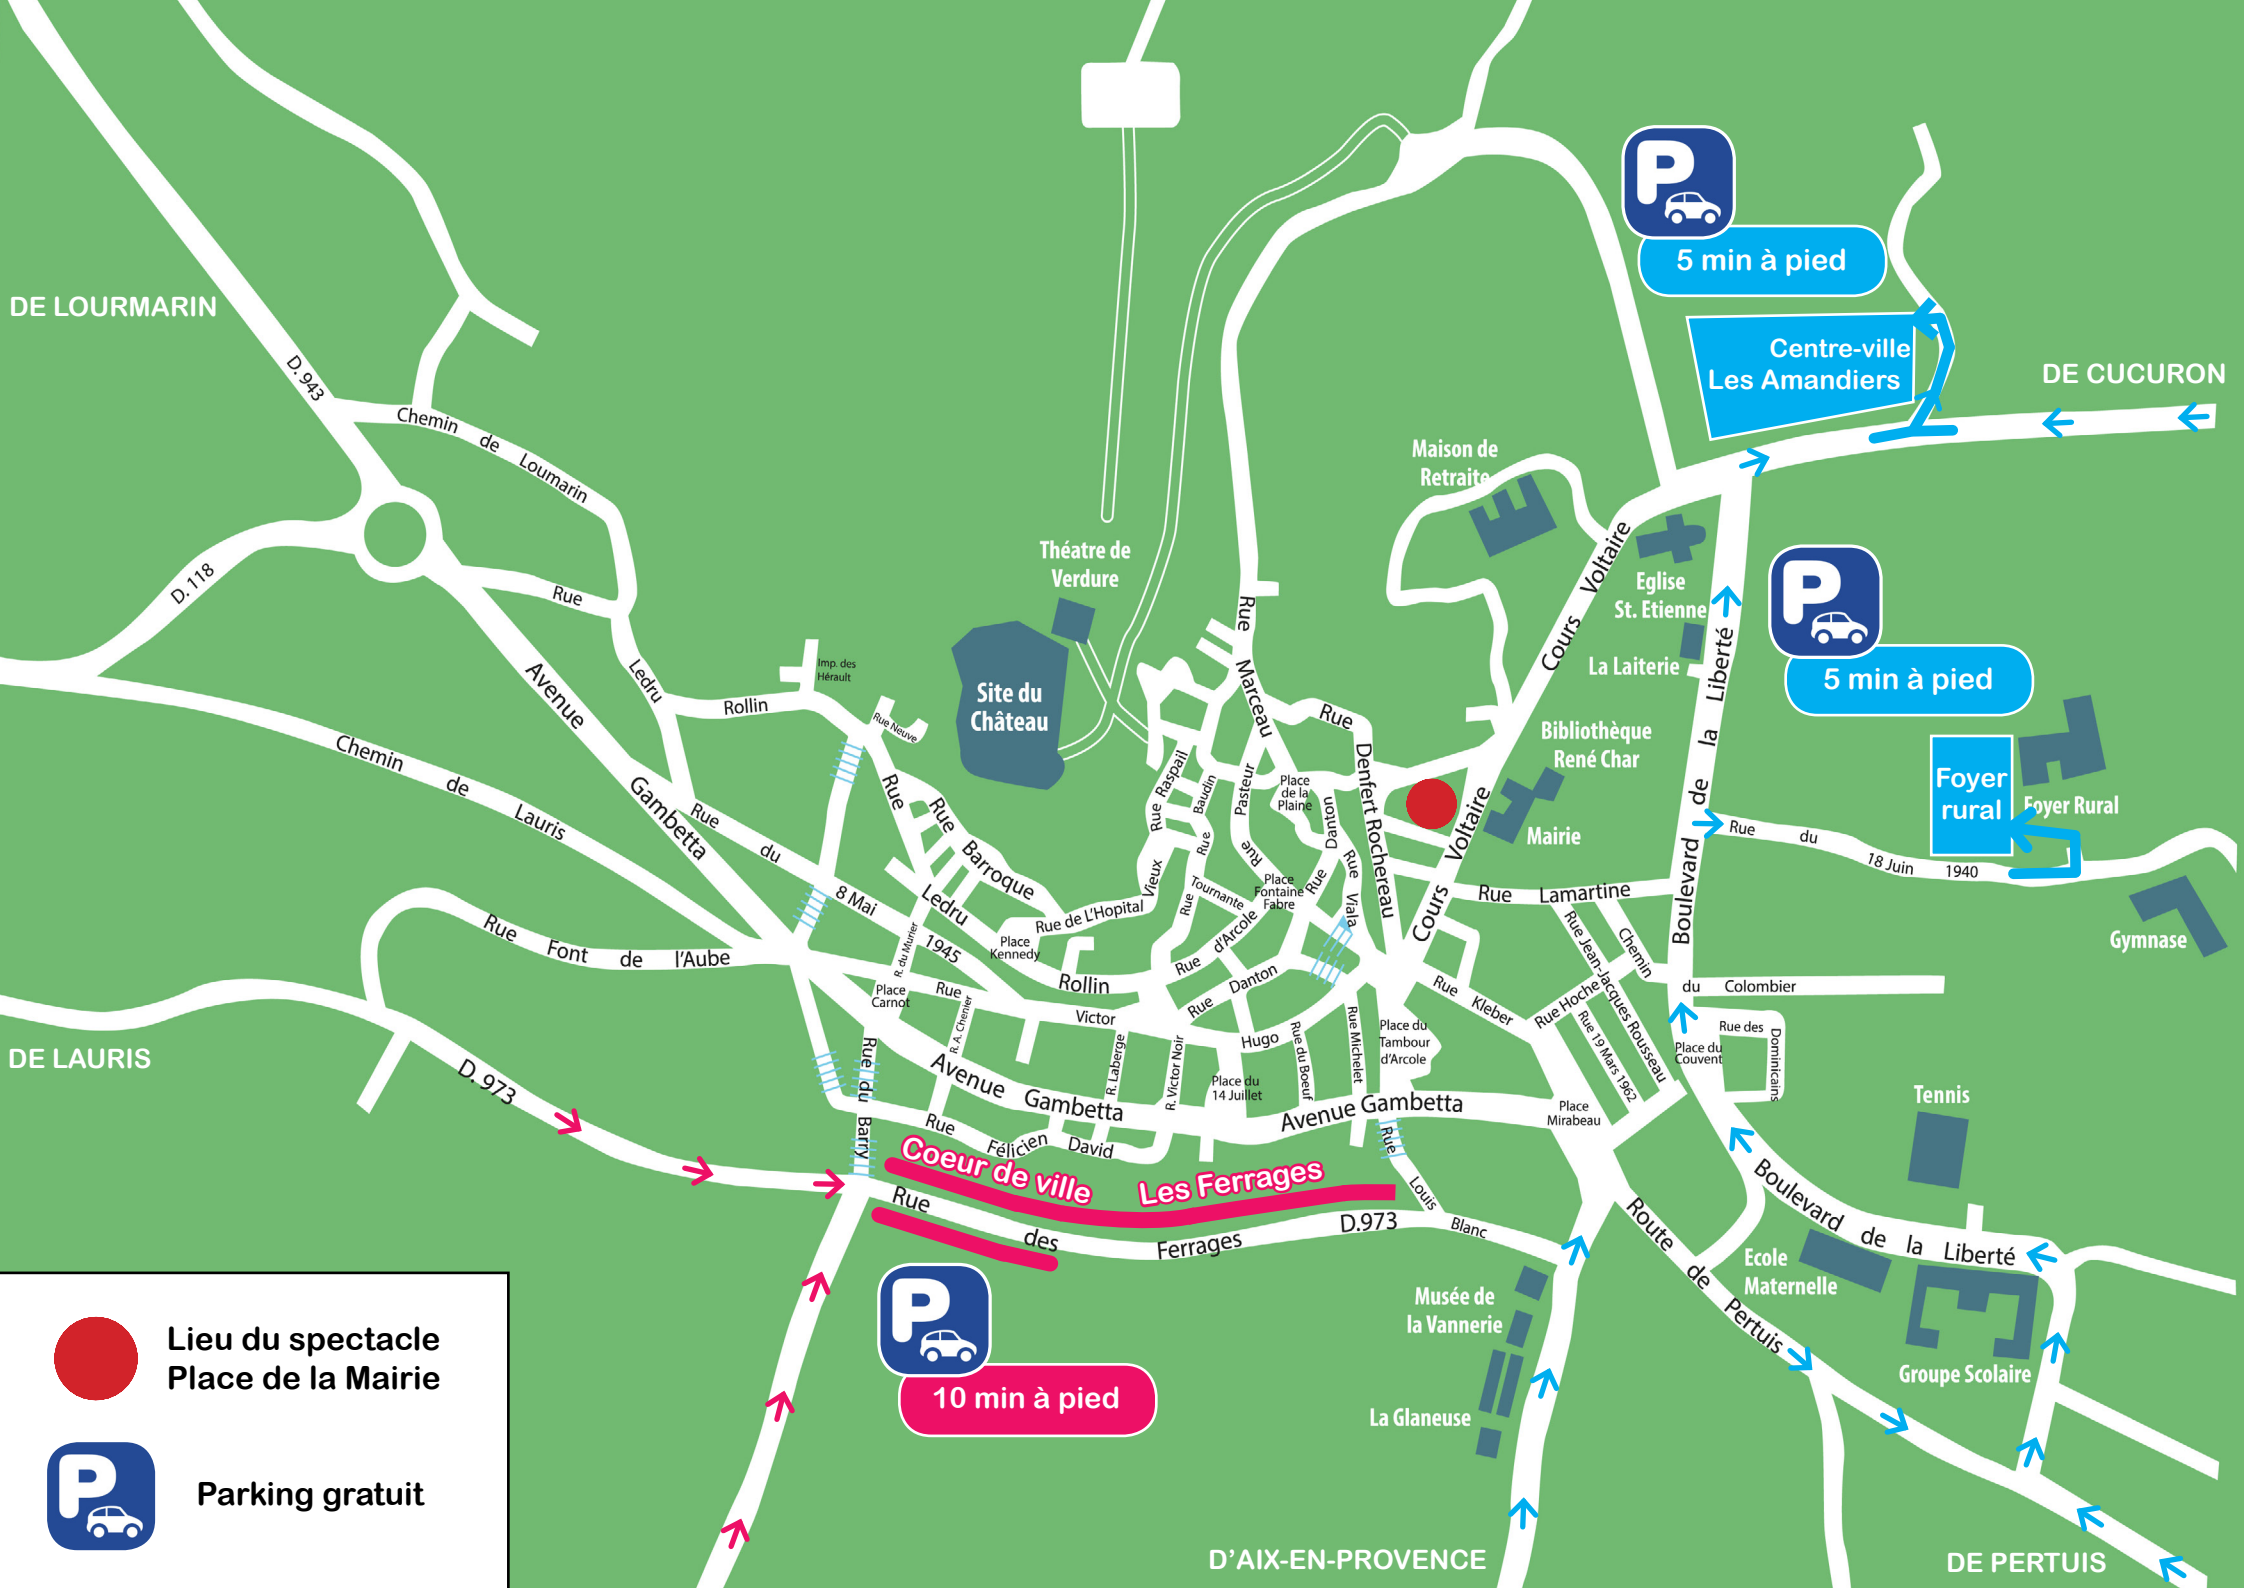 5 min à pied
DE LOURMARIN
Centre-ville
Les Amandiers
DE CUCURON
D. 943
Chemin de Loumarin
Maison de
Retraite
D. 118
Rue
Ledru
Rollin
Imp. des
Hérault
Rue Neuve
Théatre de
Verdure
Site du
Château
Cours Voltaire
Eglise
St. Etienne
La Laiterie
5 min à pied
Foyer
rural
Foyer Rural
Bibliothèque
René Char
Mairie
Rue Marceau
Rue
Denfert Rochereau
Avenue Gambetta
Chemin de Lauris
Rue du 8 Mai 1945
Rue Ledru Rollin
Rue Barroque
Rue Raspail
Rue Baudin
Rue Pasteur
Place
de la
Plaine
Danton
Rue Viala
Cours Voltaire
Boulevard de la Liberté
Rue du 18 Juin 1940
Gymnase
Rue Lamartine
Rue Jean-Jacques Rousseau
Chemin du Colombier
Rue Font de l'Aube
R. du Murier
Place
Kennedy
Rue de L'Hopital
Vieux
Rue
Tournante
Place
Fontaine
Fabre
Rue
Rue d'Arcole
Rue Danton
Place
Carnot
Rue Victor Hugo
R. A. Chenier
R. Laberge
R. Victor Noir
Place du
14 Juillet
Rue du Boeuf
Rue Michelet
Place du
Tambour
d'Arcole
Rue Kleber
Rue Hoche
Rue 19 Mars 1962
Place du
Couvent
Rue des Dominicains
DE LAURIS
D. 973
Rue du Barry
Avenue Gambetta
Avenue Gambetta
Place
Mirabeau
Rue Félicien David
Coeur de ville Les Ferrages
Rue des Ferrages D.973
Rue Louis Blanc
Tennis
Boulevard de la Liberté
Route de Pertuis
Ecole
Maternelle
Groupe Scolaire
Musée de
la Vannerie
La Glaneuse
10 min à pied
Lieu du spectacle
Place de la Mairie
P
Parking gratuit
D'AIX-EN-PROVENCE
DE PERTUIS
P
P
P